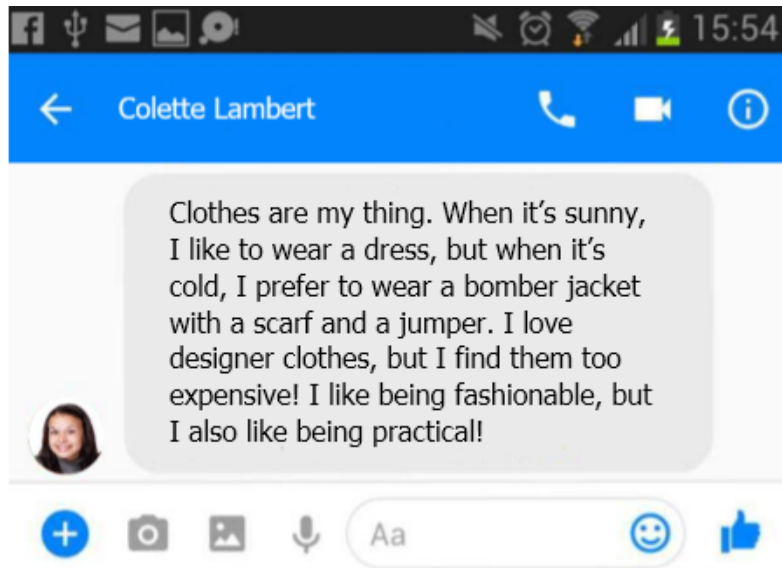 15:54
Colette Lambert
Clothes are my thing. When it’s sunny,
I like to wear a dress, but when it’s
cold, I prefer to wear a bomber jacket
with a scarf and a jumper. I love
designer clothes, but I find them too
expensive! I like being fashionable, but
I also like being practical!
Aa